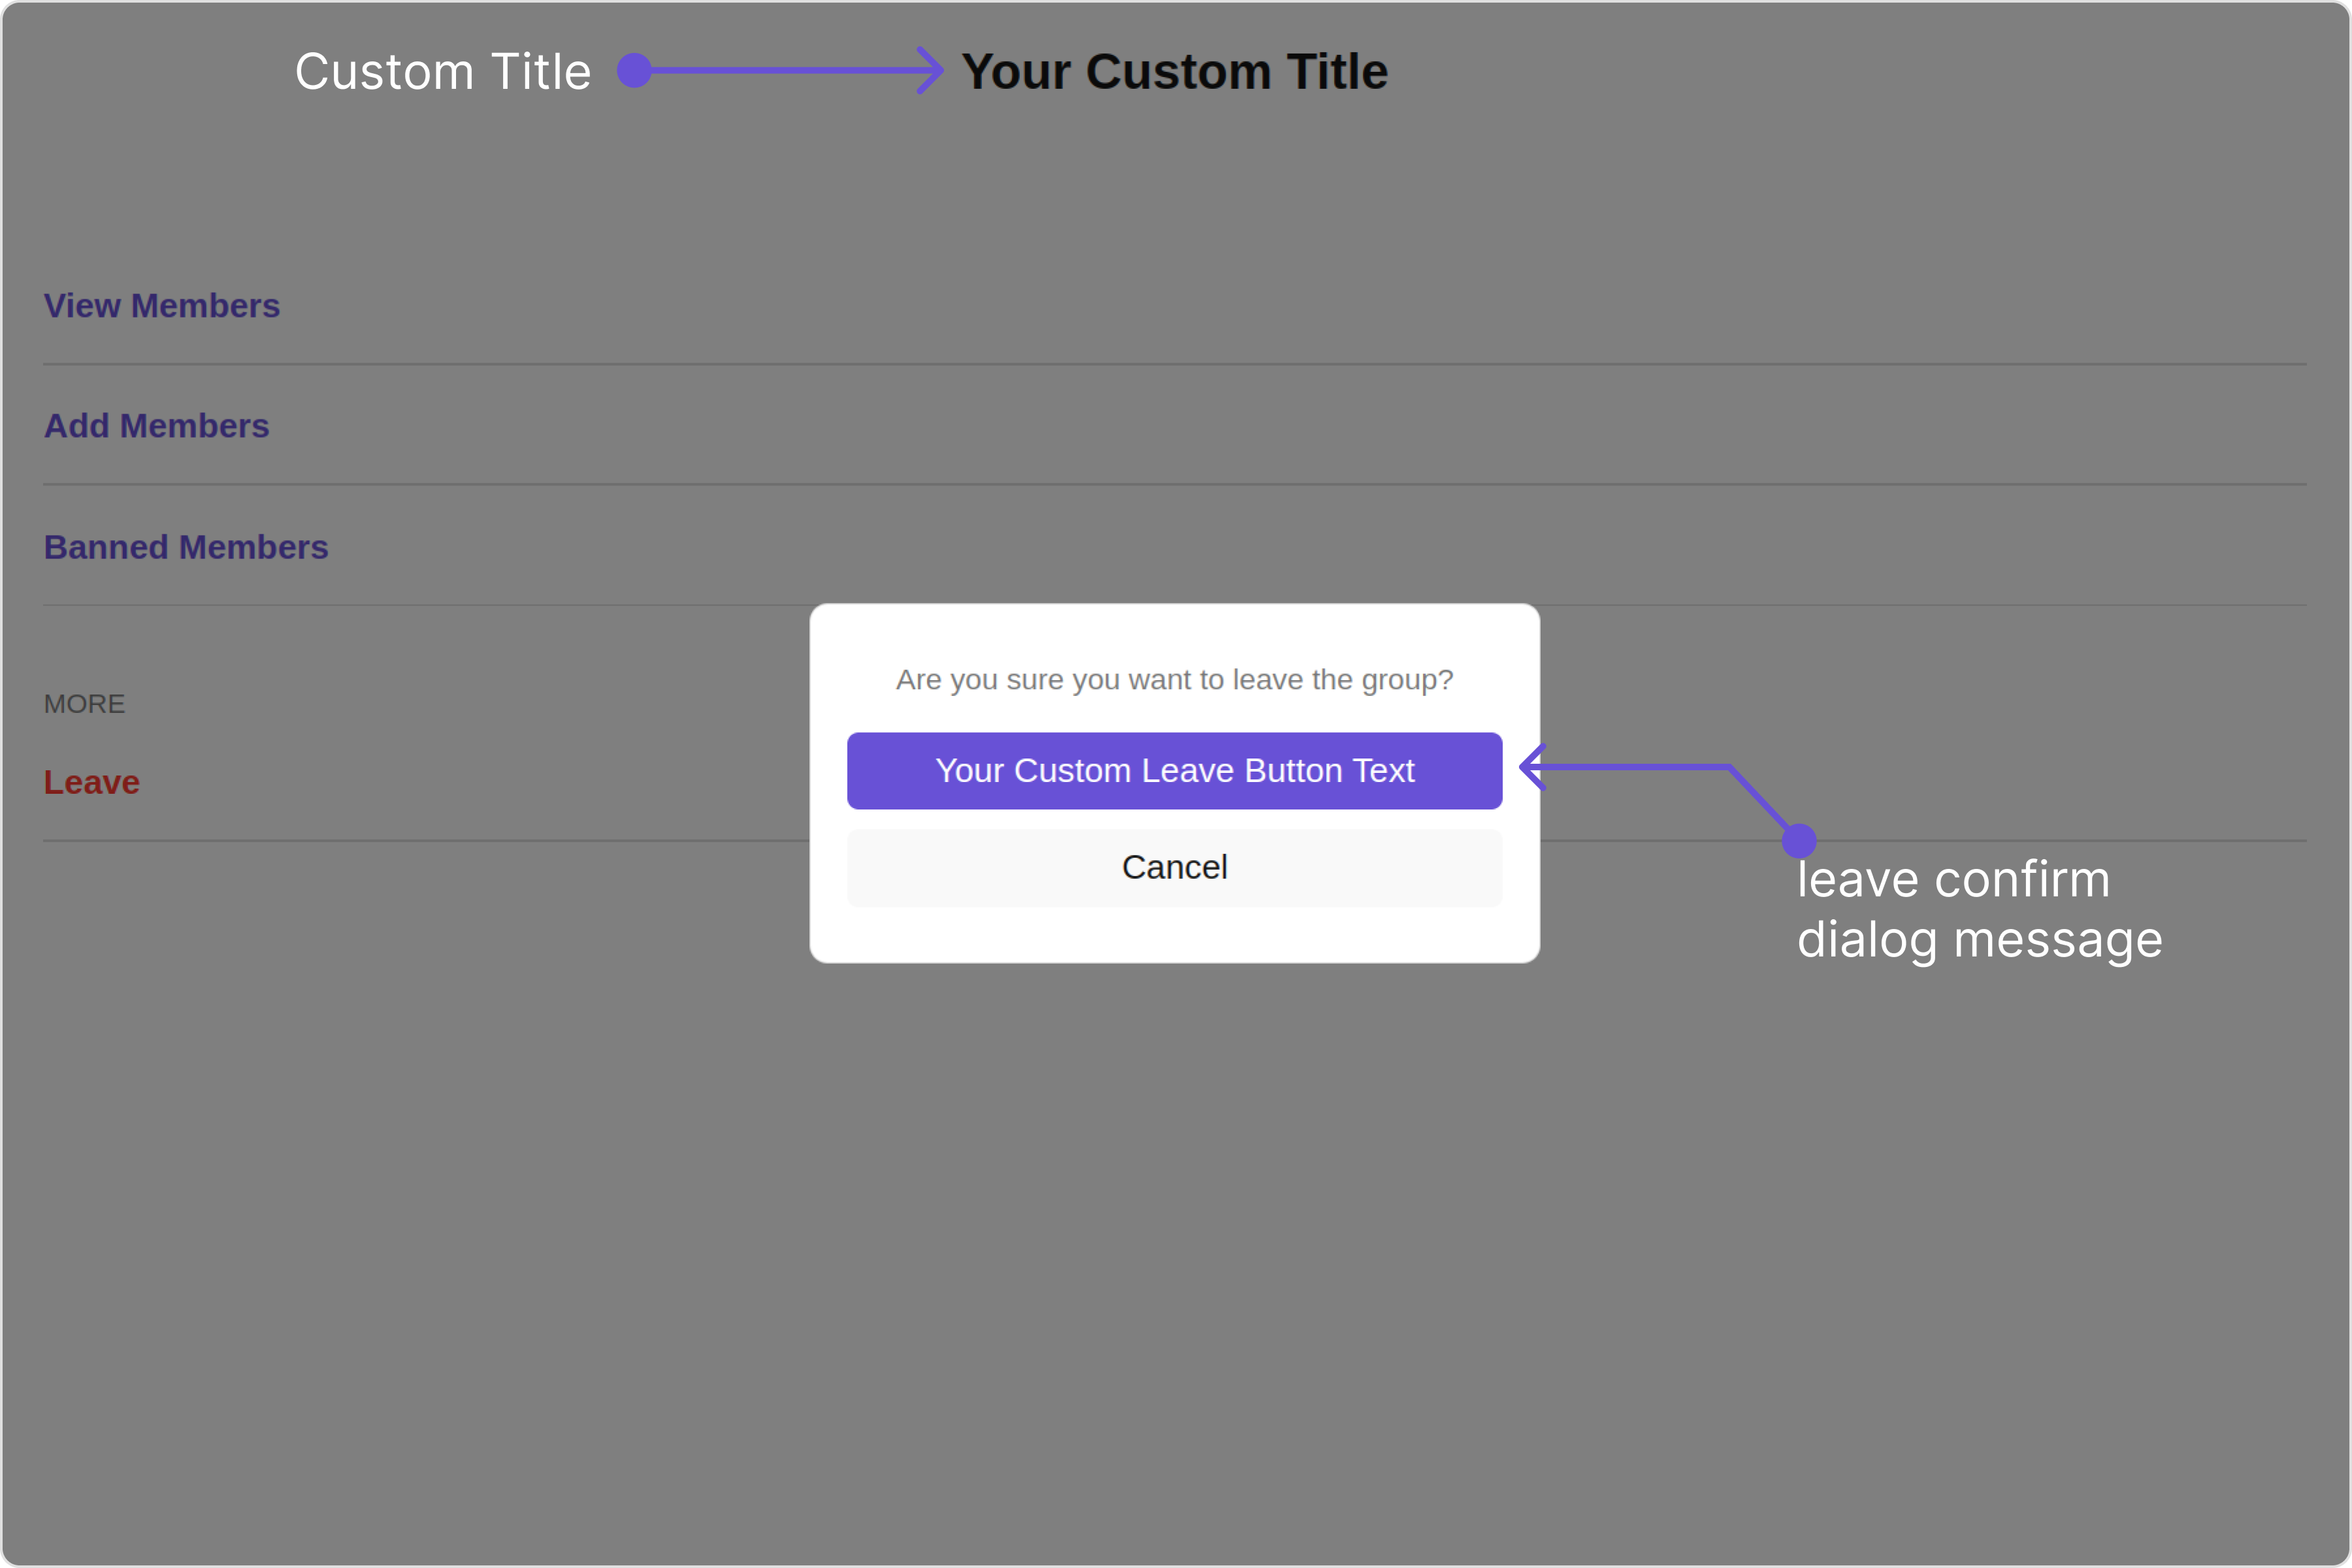 Custom Title
Your Custom Title
View Members
Add Members
Banned Members
MORE
Leave
Are you sure you want to leave the group?
Your Custom Leave Button Text
Cancel
leave confirm
dialog message